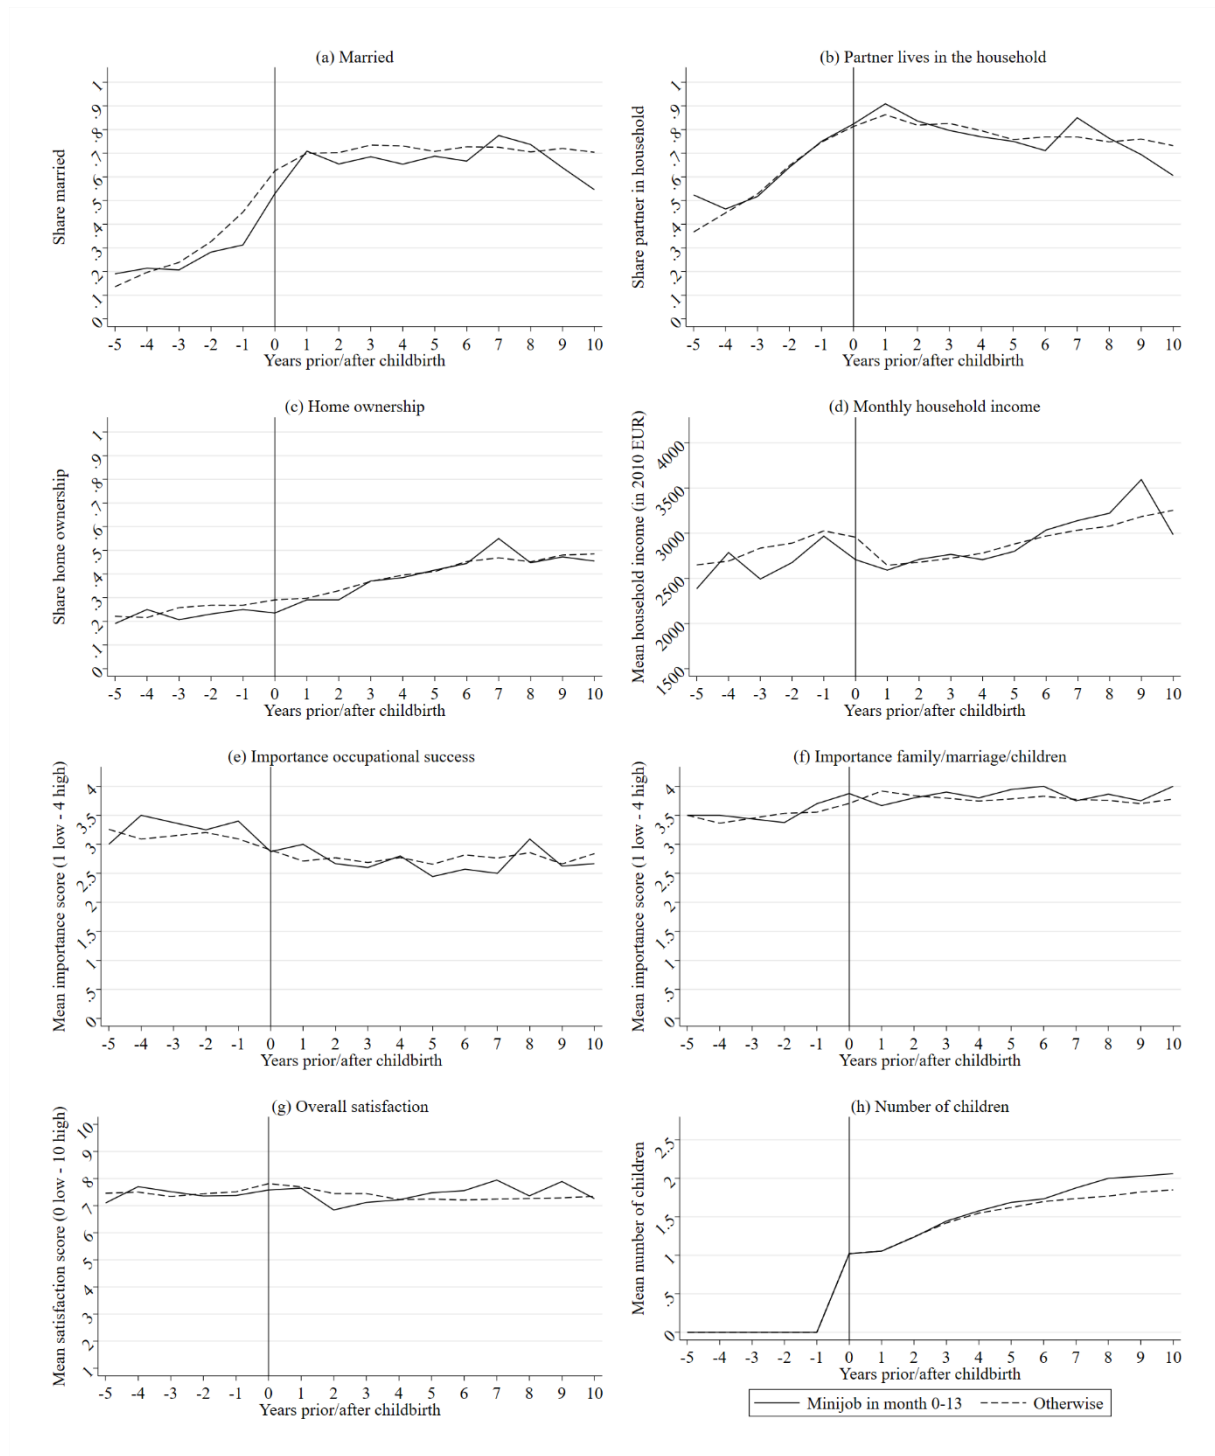 (a) Married
Share married
1
.9
.8
.7
.6
.5
.4
.3
.2
.1
0
-5 -4 -3 -2 -1 0 1 2 3 4 5 6 7 8 9 10
Years prior/after childbirth
(b) Partner lives in the household
Share partner in household
1
.9
.8
.7
.6
.5
.4
.3
.2
.1
0
-5 -4 -3 -2 -1 0 1 2 3 4 5 6 7 8 9 10
Years prior/after childbirth
(c) Home ownership
Share home ownership
1
.9
.8
.7
.6
.5
.4
.3
.2
.1
0
-5 -4 -3 -2 -1 0 1 2 3 4 5 6 7 8 9 10
Years prior/after childbirth
(d) Monthly household income
Mean household income (in 2010 EUR)
4000
3500
3000
2500
2000
1500
-5 -4 -3 -2 -1 0 1 2 3 4 5 6 7 8 9 10
Years prior/after childbirth
(e) Importance occupational success
Mean importance score (1 low - 4 high)
4
3.5
3
2.5
2
1.5
1
.5
0
-5 -4 -3 -2 -1 0 1 2 3 4 5 6 7 8 9 10
Years prior/after childbirth
(f) Importance family/marriage/children
Mean importance score (1 low - 4 high)
4
3.5
3
2.5
2
1.5
1
.5
0
-5 -4 -3 -2 -1 0 1 2 3 4 5 6 7 8 9 10
Years prior/after childbirth
(g) Overall satisfaction
Mean satisfaction score (0 low - 10 high)
10
9
8
7
6
5
4
3
2
1
-5 -4 -3 -2 -1 0 1 2 3 4 5 6 7 8 9 10
Years prior/after childbirth
(h) Number of children
Mean number of children
2.5
2
1.5
1
.5
0
-5 -4 -3 -2 -1 0 1 2 3 4 5 6 7 8 9 10
Years prior/after childbirth
Minijob in month 0-13 Otherwise